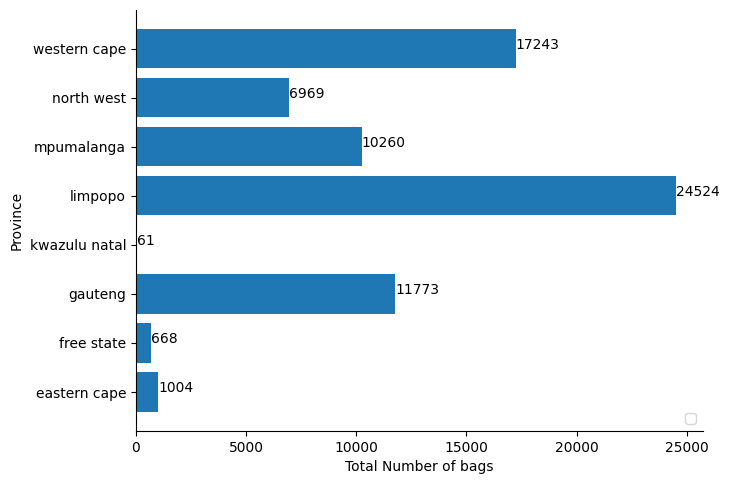 western cape 17243
north west 6969
mpumalanga 10260
limpopo 24524
kwazulu natal 61
gauteng 11773
free state 668
eastern cape 1004
Province
0 5000 10000 15000 20000 25000
Total Number of bags